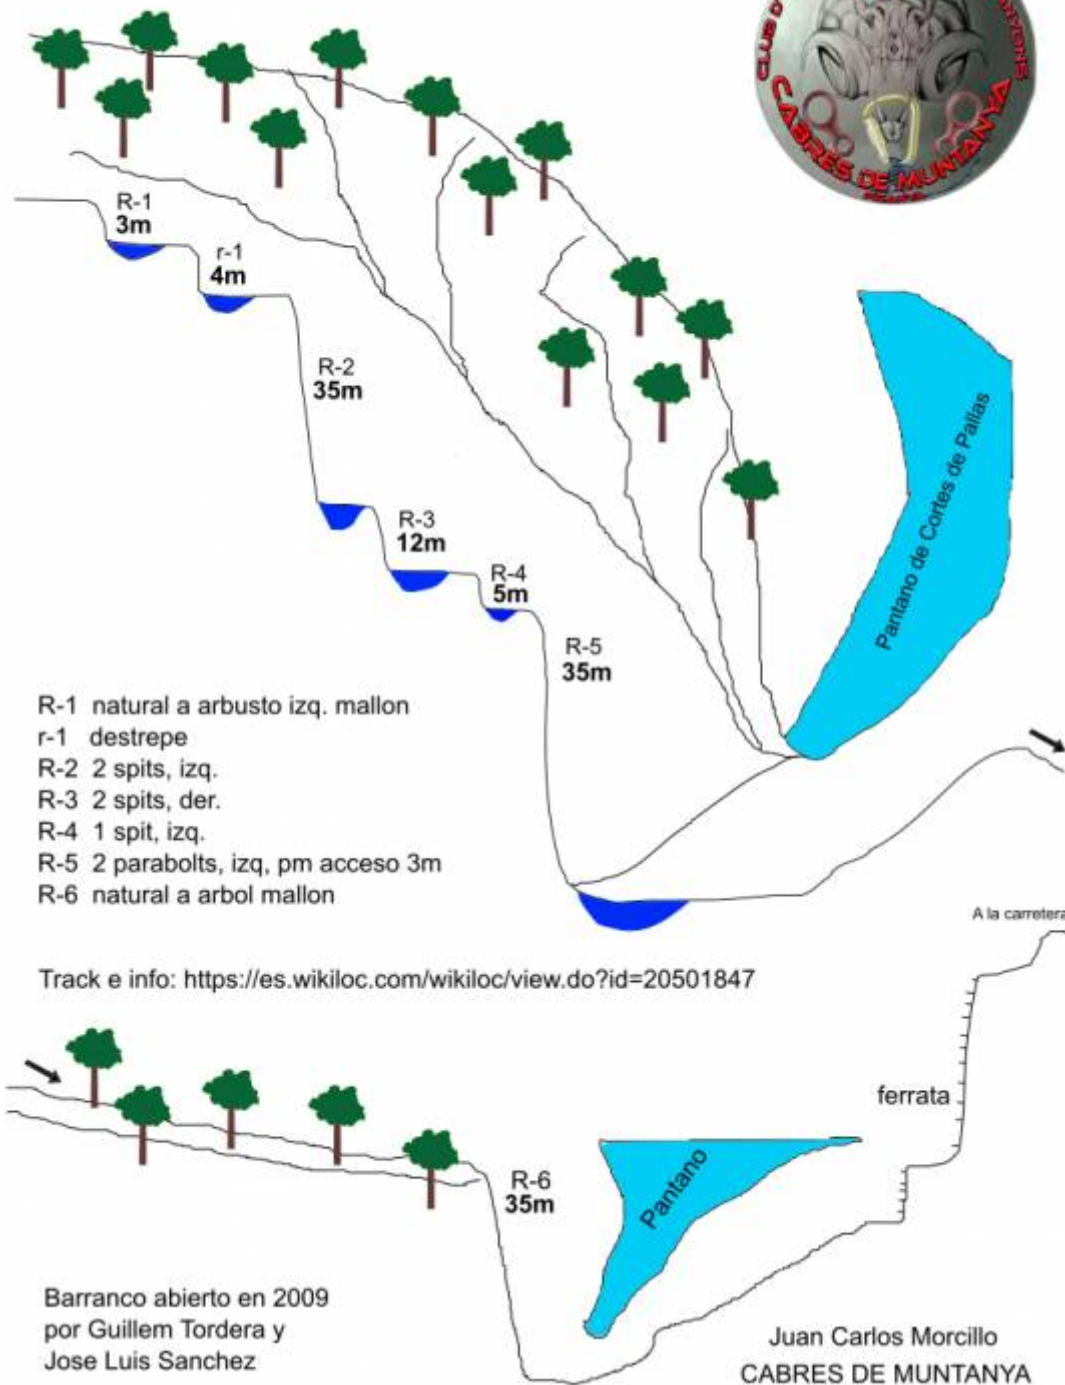 CLUB D
ANYONS
CABRES DE MUNTANYA
R-1
3m
r-1
4m
R-2
35m
R-3
12m
R-4
5m
R-5
35m
Pantano de Cortes de Pallas
R-1 natural a arbusto izq. mallon
r-1 destrepe
R-2 2 spits, izq.
R-3 2 spits, der.
R-4 1 spit, izq.
R-5 2 parabolts, izq, pm acceso 3m
R-6 natural a arbol mallon
A la carretera
Track e info: https://es.wikiloc.com/wikiloc/view.do?id=20501847
ferrata
R-6
35m
Pantano
Barranco abierto en 2009
por Guillem Tordera y
Jose Luis Sanchez
Juan Carlos Morcillo
CABRES DE MUNTANYA